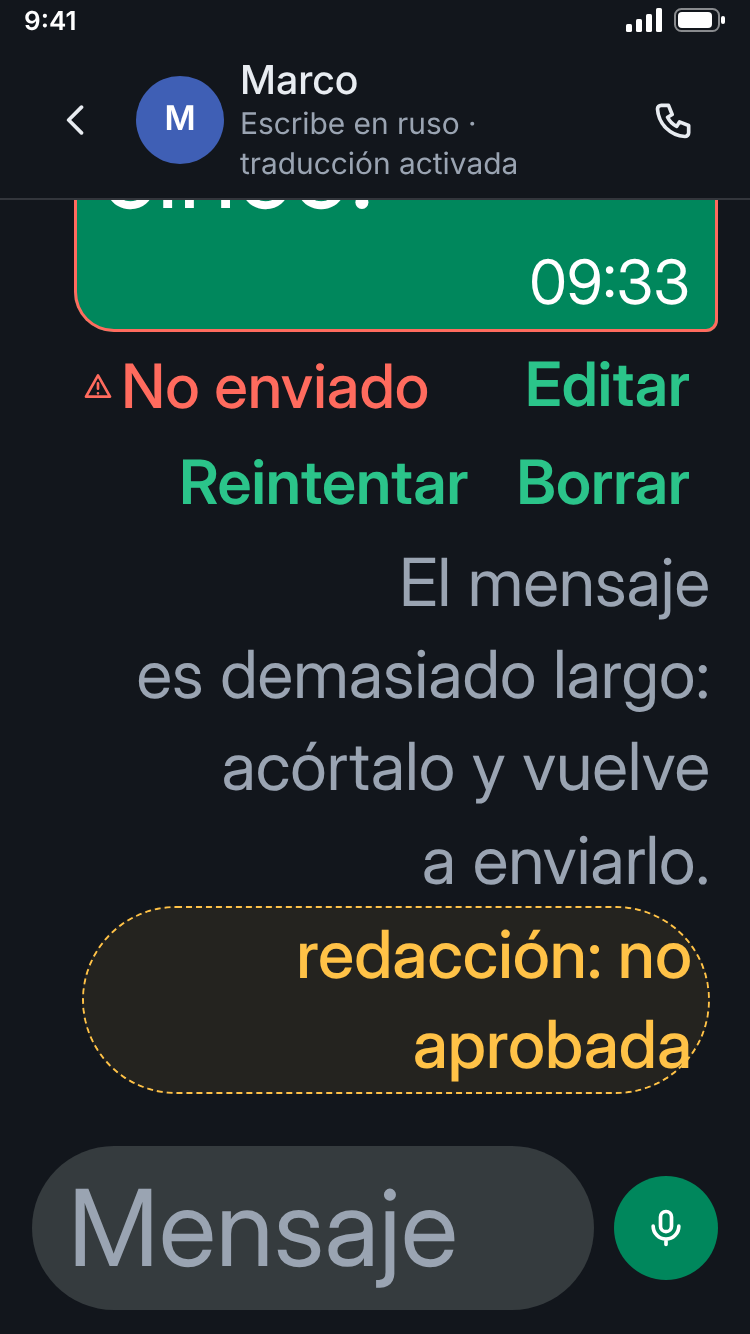 9:41
M
Marco
Escribe en ruso ·
traducción activada
09:33
No enviado
Editar
Reintentar Borrar
El mensaje
es demasiado largo:
acórtalo y vuelve
a enviarlo.
redacción: no
aprobada
Mensaje